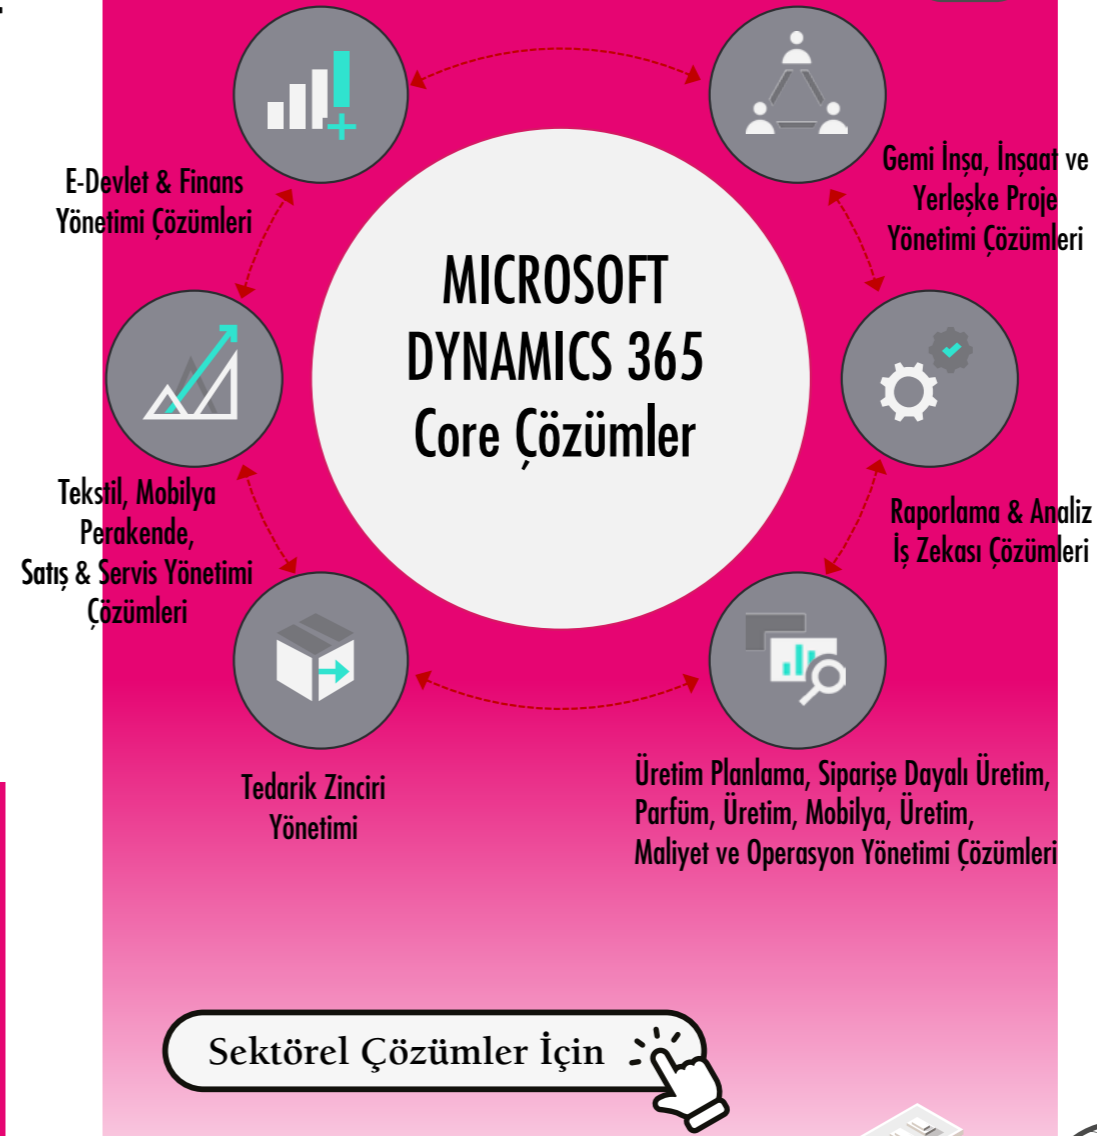 E-Devlet & Finans
Yönetimi Çözümleri
Gemi İnşa, İnşaat ve
Yerleşke Proje
Yönetimi Çözümleri
MICROSOFT
DYNAMICS 365
Core Çözümler
Tekstil, Mobilya
Perakende,
Satış & Servis Yönetimi
Çözümleri
Raporlama & Analiz
İş Zekası Çözümleri
Tedarik Zinciri
Yönetimi
Üretim Planlama, Siparişe Dayalı Üretim,
Parfüm, Üretim, Mobilya, Üretim,
Maliyet ve Operasyon Yönetimi Çözümleri
Sektörel Çözümler İçin